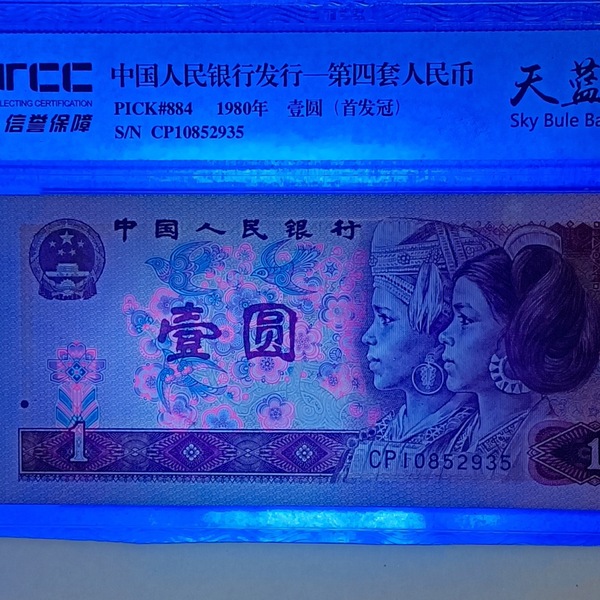 TCC
LECTING CERTIFICATION
信誉保障
中国人民银行发行—第四套人民币
PICK#884 1980年 壹圆（首发冠）
S/N CP10852935
天蓝
Sky Bule Ba
中国人民银行
壹圆
1
CP10852935
1